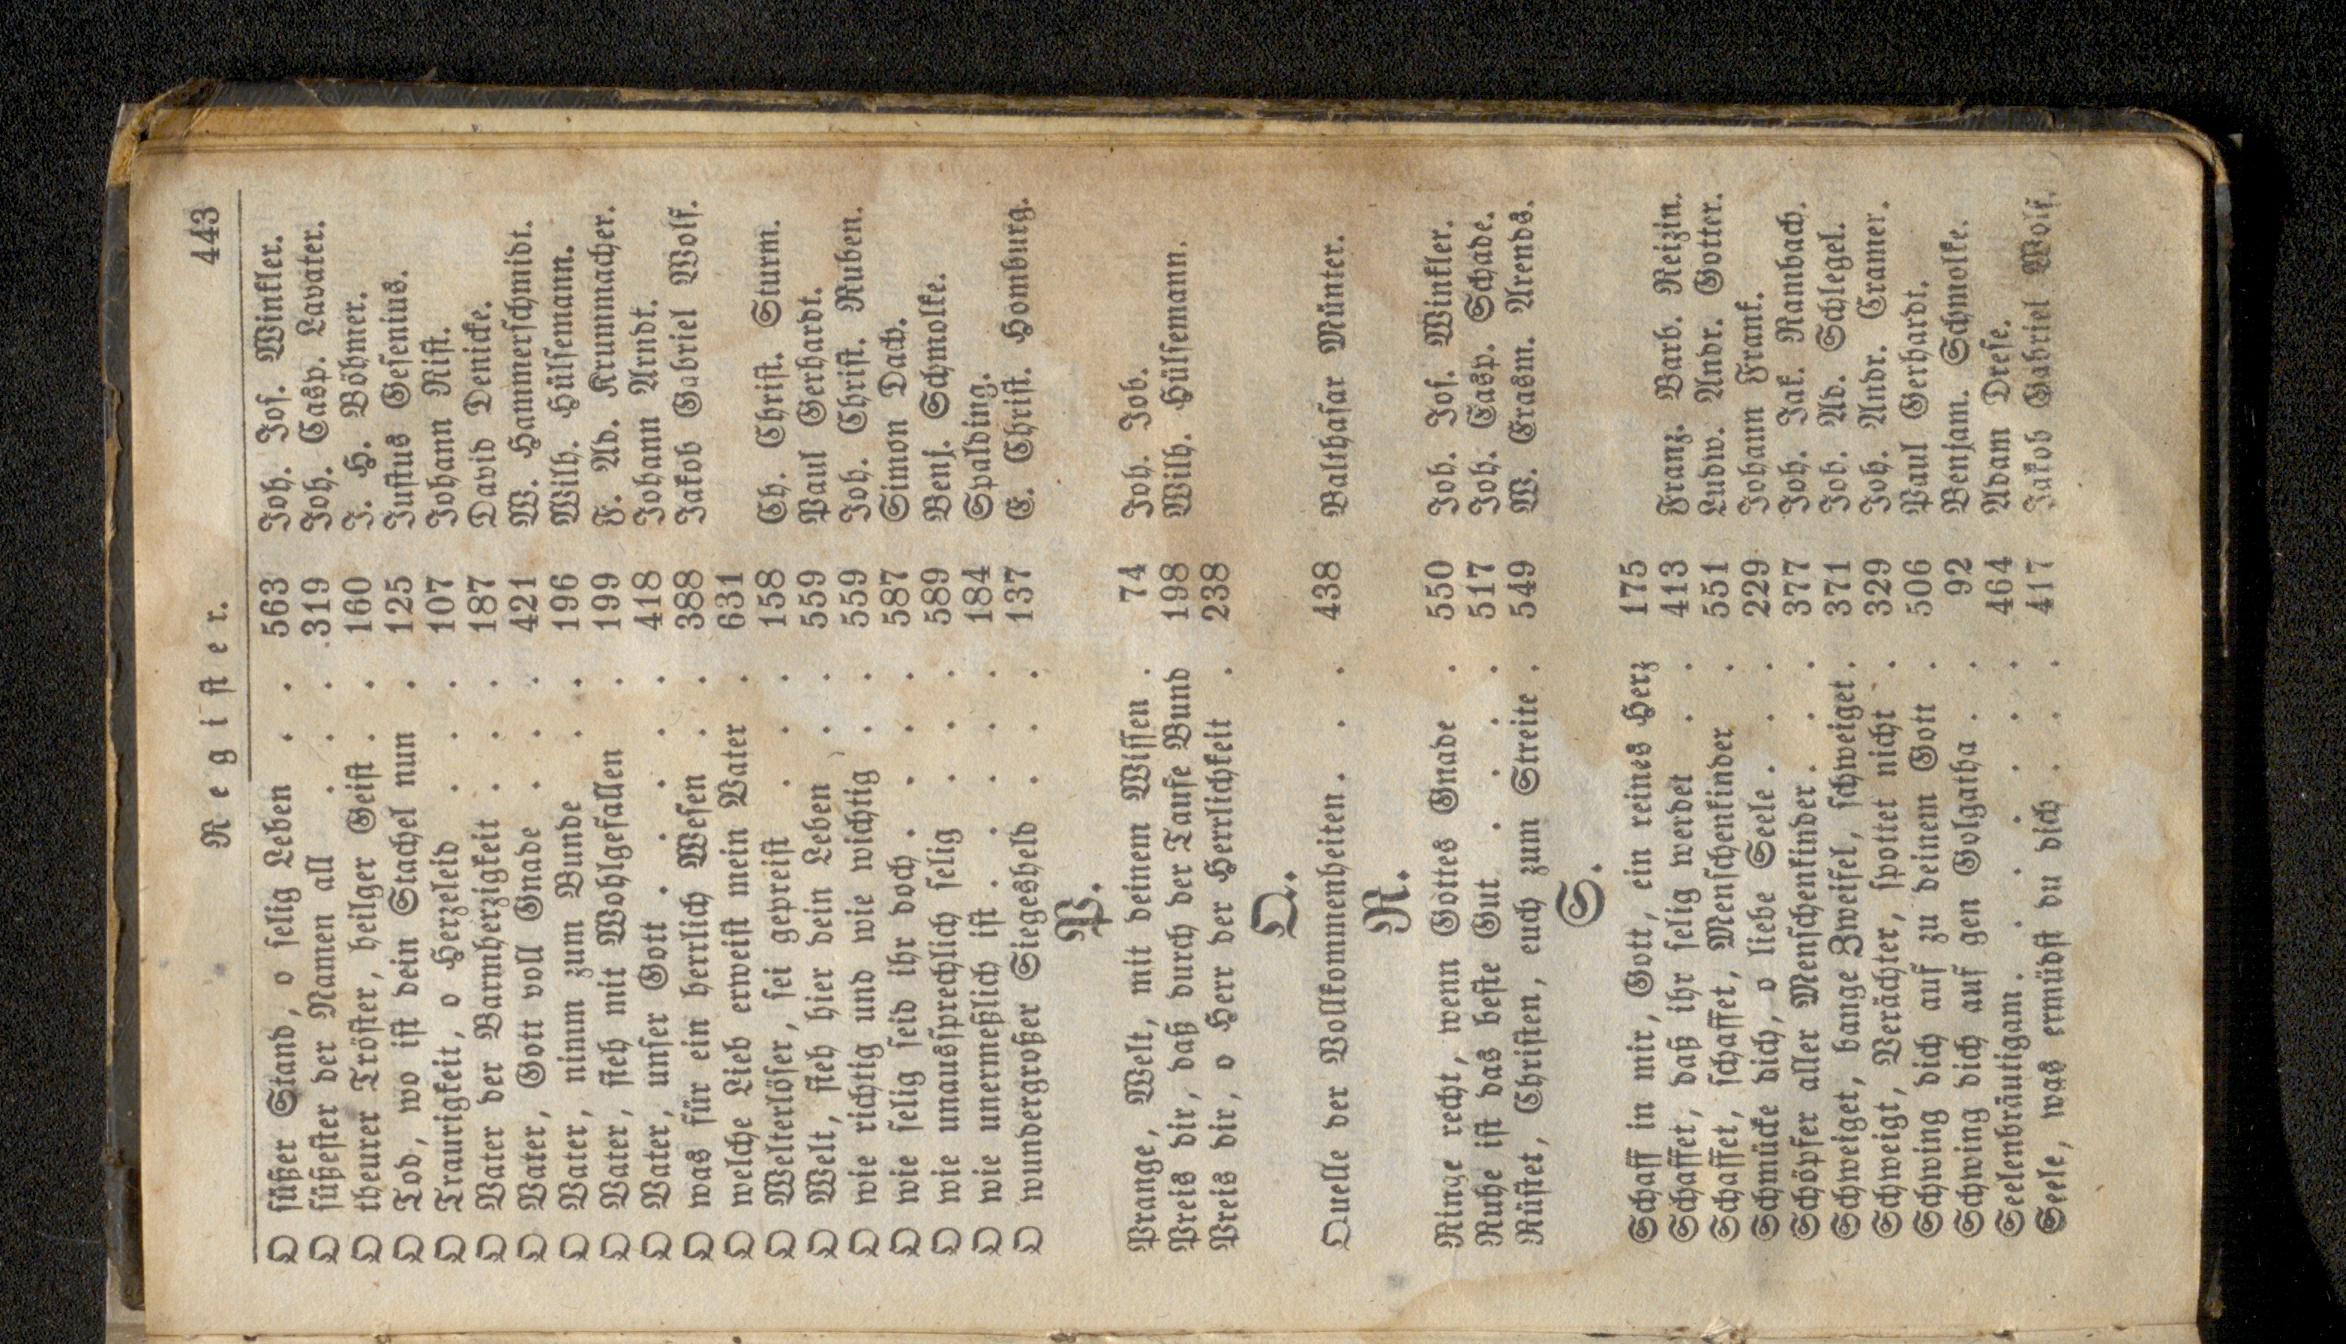 Register. 443
O süßer Stand, o selig Leben . . 563 Joh. Jos. Winkler.
O süßester der Namen all . . . 319 Joh. Casp. Lavater.
O theurer Tröster, heilger Geist . . 160 J. H. Böhmer.
O Tod, wo ist dein Stachel nun . 125 Justus Gesenius.
O Traurigkeit, o Herzeleid . . . 107 Johann Rist.
O Vater der Barmherzigkeit . . . 187 David Denicke.
O Vater, Gott voll Gnade . . . 421 W. Hammerschmidt.
O Vater, nimm zum Bunde . . 196 Wilh. Hülsemann.
O Vater, sieh mit Wohlgefallen . 199 F. Ad. Krummacher.
O Vater, unser Gott . . . . . 418 Johann Arndt.
O was für ein herrlich Wesen . . 388 Jakob Gabriel Wolf.
O welche Lieb erweist mein Vater . 631
O Welterlöser, sei gepreist . . . 158 Ch. Christ. Sturm.
O Welt, sieh hier dein Leben . . 559 Paul Gerhardt.
O wie richtig und wie wichtig . . 559 Joh. Christ. Ruben.
O wie selig seid ihr doch . . . . 587 Simon Dach.
O wie unaussprechlich selig . . . 589 Benj. Schmolke.
O wie unermeßlich ist . . . . . 184 Spalding.
O wundergroßer Siegesheld . . . 137 E. Christ. Homburg.
P.
Prange, Welt, mit deinem Wissen . 74 Joh. Job.
Preis dir, daß durch der Taufe Bund 198 Wilh. Hülsemann.
Preis dir, o Herr der Herrlichkeit . 238
Q.
Quelle der Vollkommenheiten . . . 438 Balthasar Münter.
R.
Ringe recht, wenn Gottes Gnade . 550 Joh. Jos. Winkler.
Ruhe ist das beste Gut . . . . 517 Joh. Casp. Schade.
Rüstet, Christen, euch zum Streite . 549 W. Erasm. Arends.
S.
Schaff in mir, Gott, ein reines Herz 175
Schaffet, daß ihr selig werdet . . 413 Franz. Barb. Reizin.
Schaffet, schaffet, Menschenkinder . 551 Ludw. Andr. Gotter.
Schmücke dich, o liebe Seele . . . 229 Johann Frank.
Schöpfer aller Menschenkinder . . . 377 Joh. Jak. Rambach.
Schweiget, bange Zweifel, schweiget . 371 Joh. Ad. Schlegel.
Schweigt, Verächter, spottet nicht . 329 Joh. Andr. Cramer.
Schwing dich auf zu deinem Gott . 506 Paul Gerhardt.
Schwing dich auf gen Golgatha . . 92 Benjam. Schmolke.
Seelenbräutigam . . . . . . 464 Adam Drese.
Seele, was ermüdst du dich . . . 417 Jakob Gabriel Wolf.